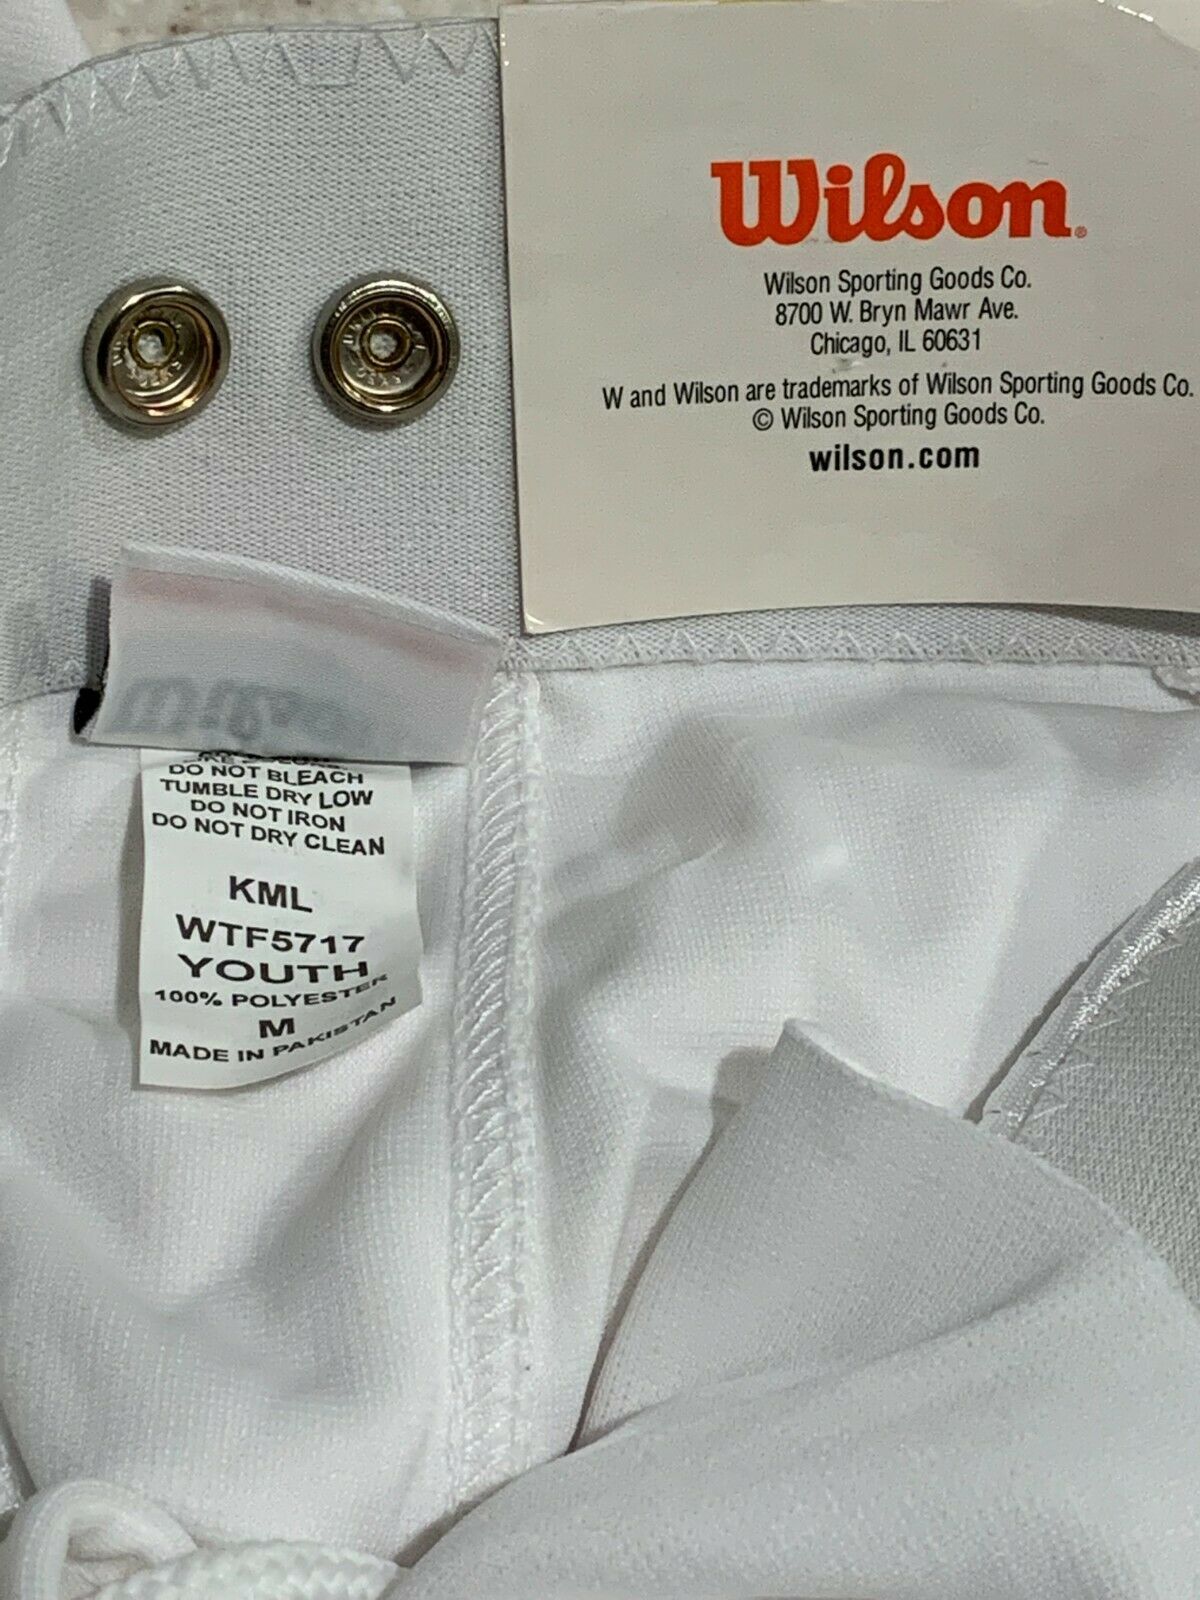 Wilson®
Wilson Sporting Goods Co.
8700 W. Bryn Mawr Ave.
Chicago, IL 60631
W and Wilson are trademarks of Wilson Sporting Goods Co.
© Wilson Sporting Goods Co.
wilson.com
DO NOT BLEACH
TUMBLE DRY LOW
DO NOT IRON
DO NOT DRY CLEAN
KML
WTF5717
YOUTH
100% POLYESTER
M
MADE IN PAKISTAN